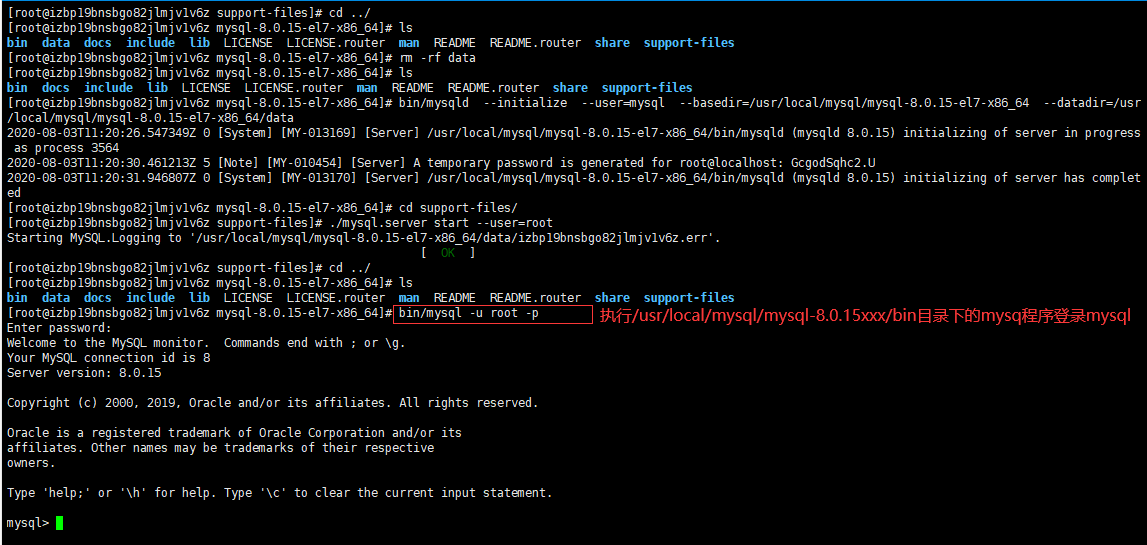 [root@izbp19bnsbgo82jlmjv1v6z support-files]# cd ../
[root@izbp19bnsbgo82jlmjv1v6z mysql-8.0.15-el7-x86_64]# ls
bin data docs include lib LICENSE LICENSE.router man README README.router share support-files
[root@izbp19bnsbgo82jlmjv1v6z mysql-8.0.15-el7-x86_64]# rm -rf data
[root@izbp19bnsbgo82jlmjv1v6z mysql-8.0.15-el7-x86_64]# ls
bin docs include lib LICENSE LICENSE.router man README README.router share support-files
[root@izbp19bnsbgo82jlmjv1v6z mysql-8.0.15-el7-x86_64]# bin/mysqld --initialize --user=mysql --basedir=/usr/local/mysql/mysql-8.0.15-el7-x86_64 --datadir=/usr
/local/mysql/mysql-8.0.15-el7-x86_64/data
2020-08-03T11:20:26.547349Z 0 [System] [MY-013169] [Server] /usr/local/mysql/mysql-8.0.15-el7-x86_64/bin/mysqld (mysqld 8.0.15) initializing of server in progress
as process 3564
2020-08-03T11:20:30.461213Z 5 [Note] [MY-010454] [Server] A temporary password is generated for root@localhost: GcgodSqhc2.U
2020-08-03T11:20:31.946807Z 0 [System] [MY-013170] [Server] /usr/local/mysql/mysql-8.0.15-el7-x86_64/bin/mysqld (mysqld 8.0.15) initializing of server has complet
ed
[root@izbp19bnsbgo82jlmjv1v6z mysql-8.0.15-el7-x86_64]# cd support-files/
[root@izbp19bnsbgo82jlmjv1v6z support-files]# ./mysql.server start --user=root
Starting MySQL.Logging to '/usr/local/mysql/mysql-8.0.15-el7-x86_64/data/izbp19bnsbgo82jlmjv1v6z.err'.
[ OK ]
[root@izbp19bnsbgo82jlmjv1v6z support-files]# cd ../
[root@izbp19bnsbgo82jlmjv1v6z mysql-8.0.15-el7-x86_64]# ls
bin data docs include lib LICENSE LICENSE.router man README README.router share support-files
[root@izbp19bnsbgo82jlmjv1v6z mysql-8.0.15-el7-x86_64]# bin/mysql -u root -p 执行/usr/local/mysql/mysql-8.0.15xxx/bin目录下的mysq程序登录mysql
Enter password:
Welcome to the MySQL monitor. Commands end with ; or \g.
Your MySQL connection id is 8
Server version: 8.0.15
Copyright (c) 2000, 2019, Oracle and/or its affiliates. All rights reserved.
Oracle is a registered trademark of Oracle Corporation and/or its
affiliates. Other names may be trademarks of their respective
owners.
Type 'help;' or '\h' for help. Type '\c' to clear the current input statement.
mysql>